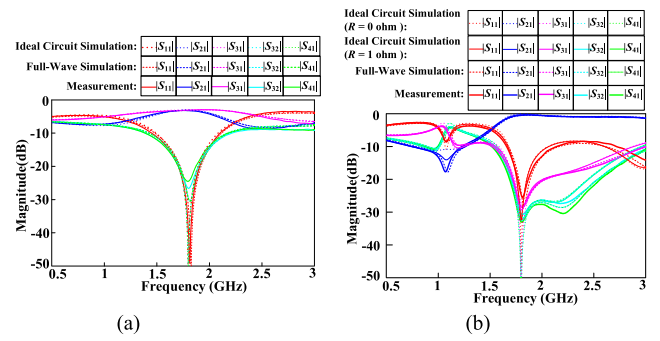 Ideal Circuit Simulation: |S11| |S21| |S31| |S32| |S41|
Full-Wave Simulation: |S11| |S21| |S31| |S32| |S41|
Measurement: |S11| |S21| |S31| |S32| |S41|
0
-10
-20
-30
-40
-50
Magnitude(dB)
0.5 1 1.5 2 2.5 3
Frequency (GHz)
(a)
Ideal Circuit Simulation
(R = 0 ohm ): |S11| |S21| |S31| |S32| |S41|
Ideal Circuit Simulation
(R = 1 ohm ): |S11| |S21| |S31| |S32| |S41|
Full-Wave Simulation: |S11| |S21| |S31| |S32| |S41|
Measurement: |S11| |S21| |S31| |S32| |S41|
0
-10
-20
-30
-40
-50
Magnitude(dB)
0.5 1 1.5 2 2.5 3
Frequency (GHz)
(b)